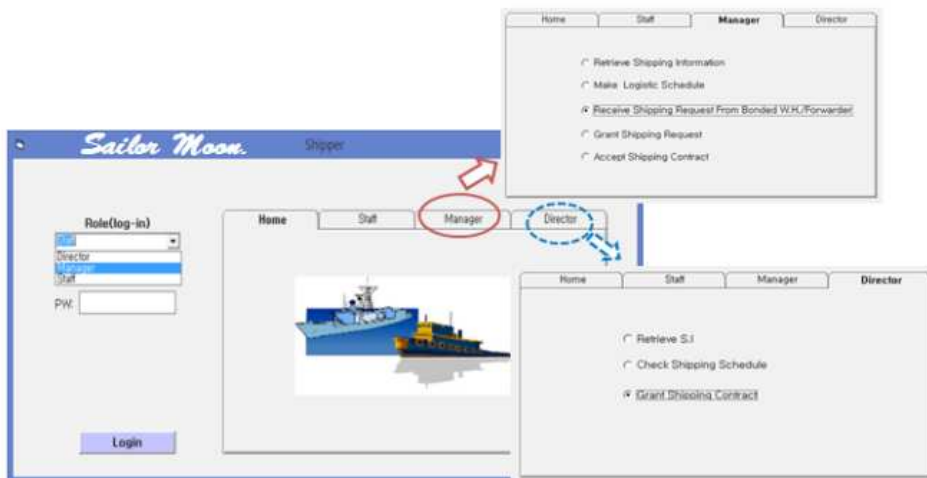 Home Staff Manager Director
Retrieve Shipping Information
Make Logistic Schedule
Receive Shipping Request From Bonded W.H./Forwarder
Grant Shipping Request
Accept Shipping Contract
Sailor Moon. Shipper
Role(log-in)
Staff
Director
Manager
Staff
PW:
Login
Home Staff Manager Director
Home Staff Manager Director
Retrieve S.I
Check Shipping Schedule
Grant Shipping Contract